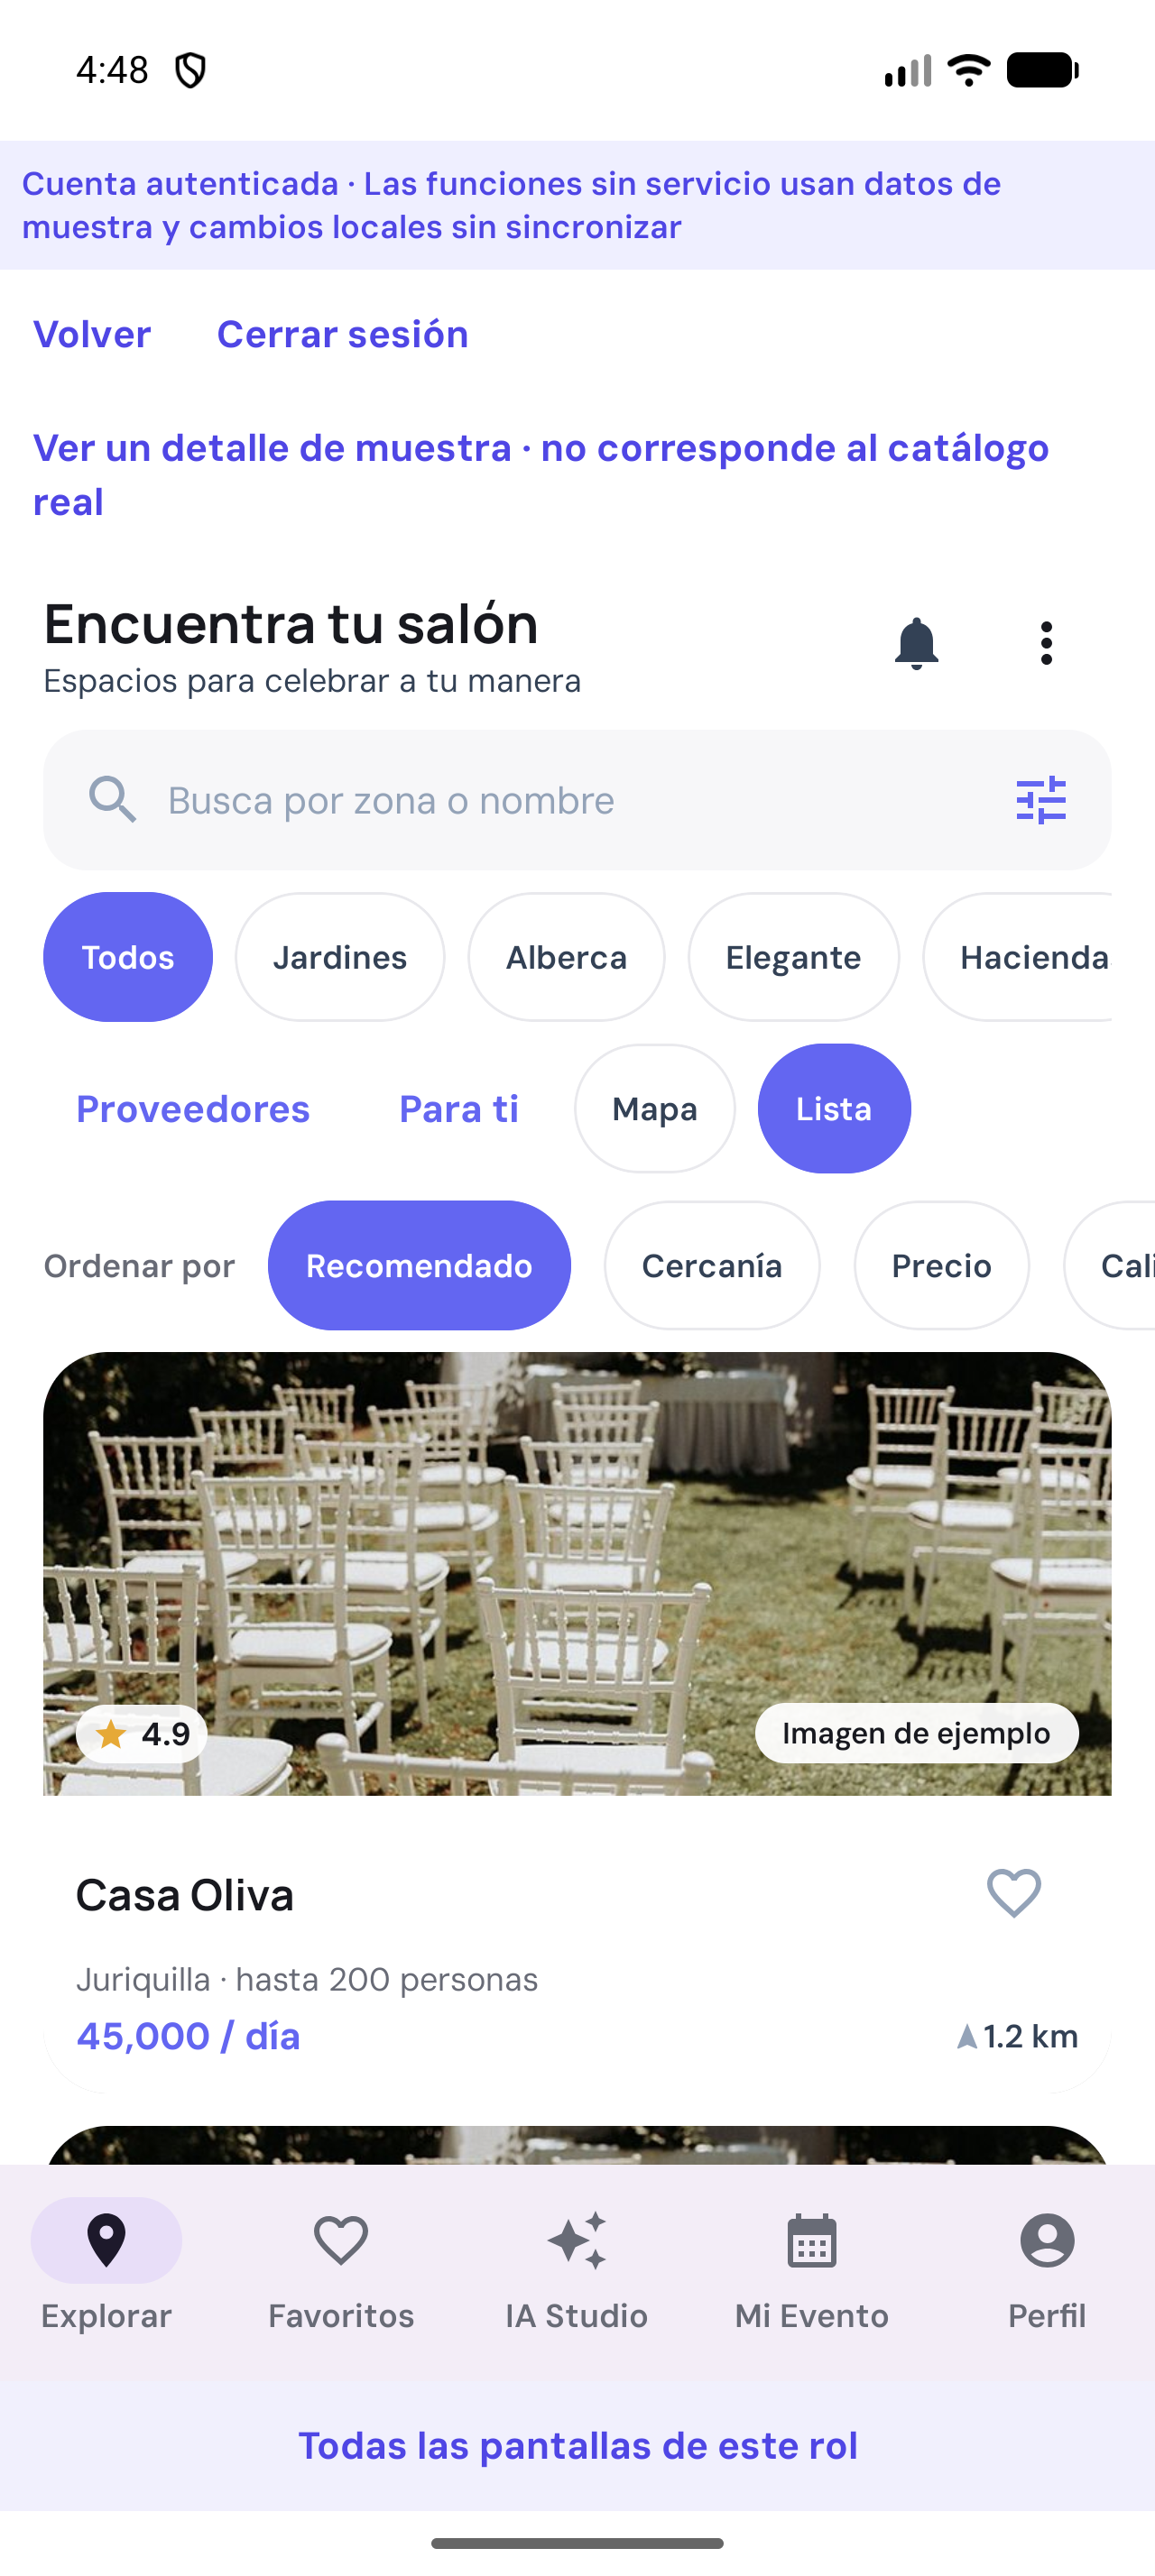 4:48
Cuenta autenticada · Las funciones sin servicio usan datos de
muestra y cambios locales sin sincronizar
Volver Cerrar sesión
Ver un detalle de muestra · no corresponde al catálogo
real
Encuentra tu salón
Espacios para celebrar a tu manera
Busca por zona o nombre
Todos Jardines Alberca Elegante Hacienda
Proveedores Para ti Mapa Lista
Ordenar por Recomendado Cercanía Precio Cali
4.9 Imagen de ejemplo
Casa Oliva
Juriquilla · hasta 200 personas
45,000 / día 1.2 km
Explorar Favoritos IA Studio Mi Evento Perfil
Todas las pantallas de este rol